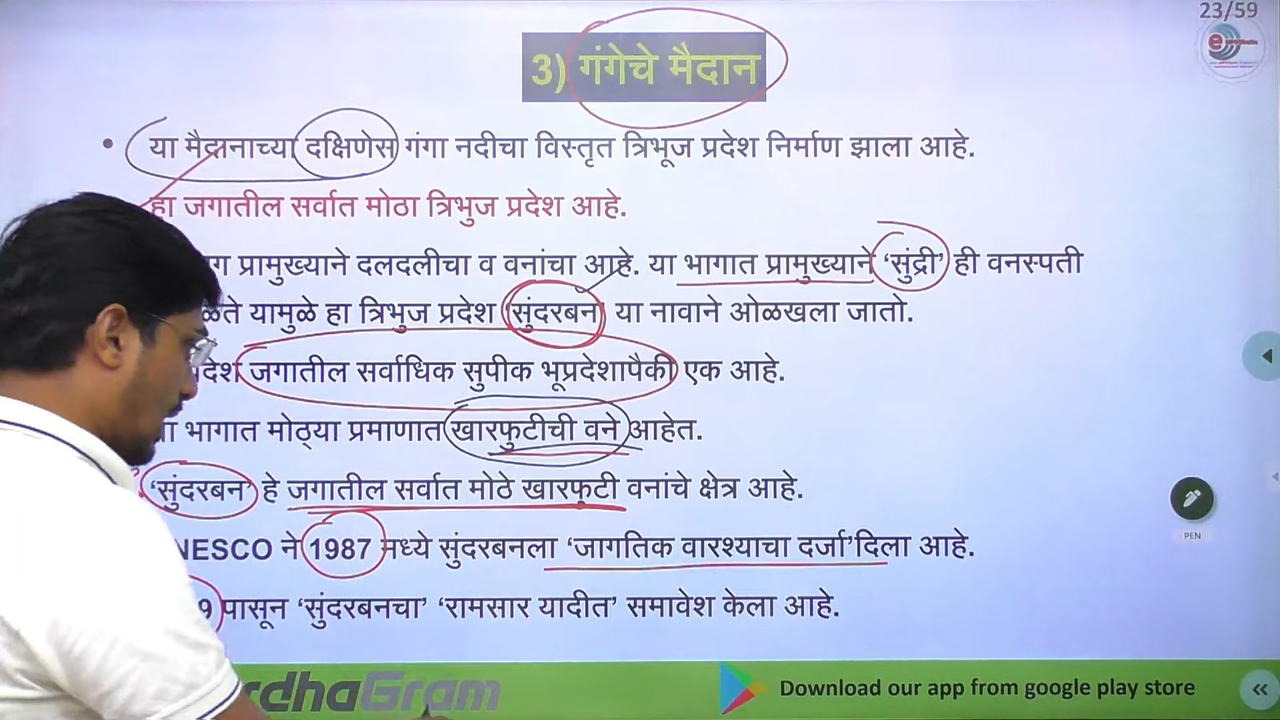 23/59
3) गंगेचे मैदान
• या मैदानाच्या दक्षिणेस गंगा नदीचा विस्तृत त्रिभूज प्रदेश निर्माण झाला आहे.
हा जगातील सर्वात मोठा त्रिभुज प्रदेश आहे.
प्रामुख्याने दलदलीचा व वनांचा आहे. या भागात प्रामुख्याने ‘सुंद्री’ ही वनस्पती
यामुळे हा त्रिभुज प्रदेश ‘सुंदरबन’ या नावाने ओळखला जातो.
जगातील सर्वाधिक सुपीक भूप्रदेशापैकी एक आहे.
भागात मोठ्या प्रमाणात खारफुटीची वने आहेत.
‘सुंदरबन’ हे जगातील सर्वात मोठे खारफुटी वनांचे क्षेत्र आहे.
NESCO ने 1987 मध्ये सुंदरबनला ‘जागतिक वारश्याचा दर्जा’दिला आहे.
9 पासून ‘सुंदरबनचा’ ‘रामसार यादीत’ समावेश केला आहे.
PEN
rdhaGram
Download our app from google play store